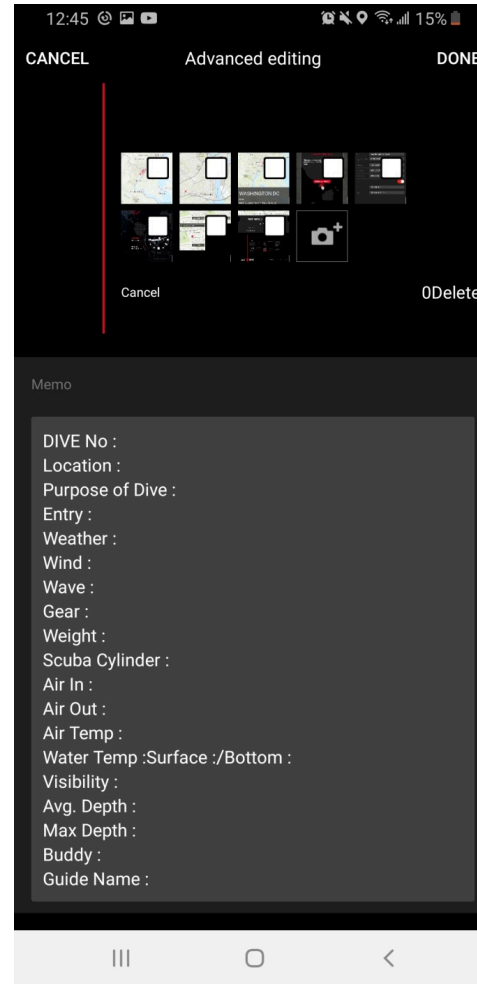 12:45 15%
CANCEL Advanced editing DONE
WASHINGTON DC
Cancel 0Delete
Memo
DIVE No :
Location :
Purpose of Dive :
Entry :
Weather :
Wind :
Wave :
Gear :
Weight :
Scuba Cylinder :
Air In :
Air Out :
Air Temp :
Water Temp :Surface :/Bottom :
Visibility :
Avg. Depth :
Max Depth :
Buddy :
Guide Name :